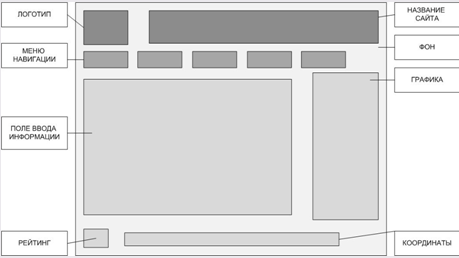 ЛОГОТИП
МЕНЮ
НАВИГАЦИИ
ПОЛЕ ВВОДА
ИНФОРМАЦИИ
РЕЙТИНГ
НАЗВАНИЕ
САЙТА
ФОН
ГРАФИКА
КООРДИНАТЫ